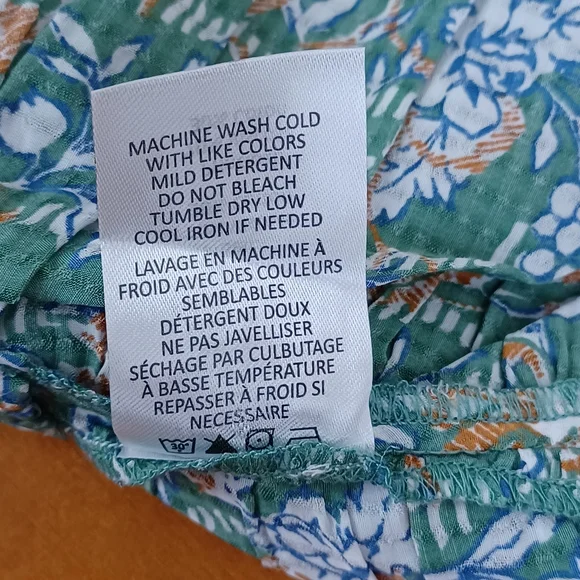 MACHINE WASH COLD
WITH LIKE COLORS
MILD DETERGENT
DO NOT BLEACH
TUMBLE DRY LOW
COOL IRON IF NEEDED
LAVAGE EN MACHINE À
FROID AVEC DES COULEURS
SEMBLABLES
DÉTERGENT DOUX
NE PAS JAVELLISER
SÉCHAGE PAR CULBUTAGE
À BASSE TEMPÉRATURE
REPASSER À FROID SI
NECESSAIRE
30°